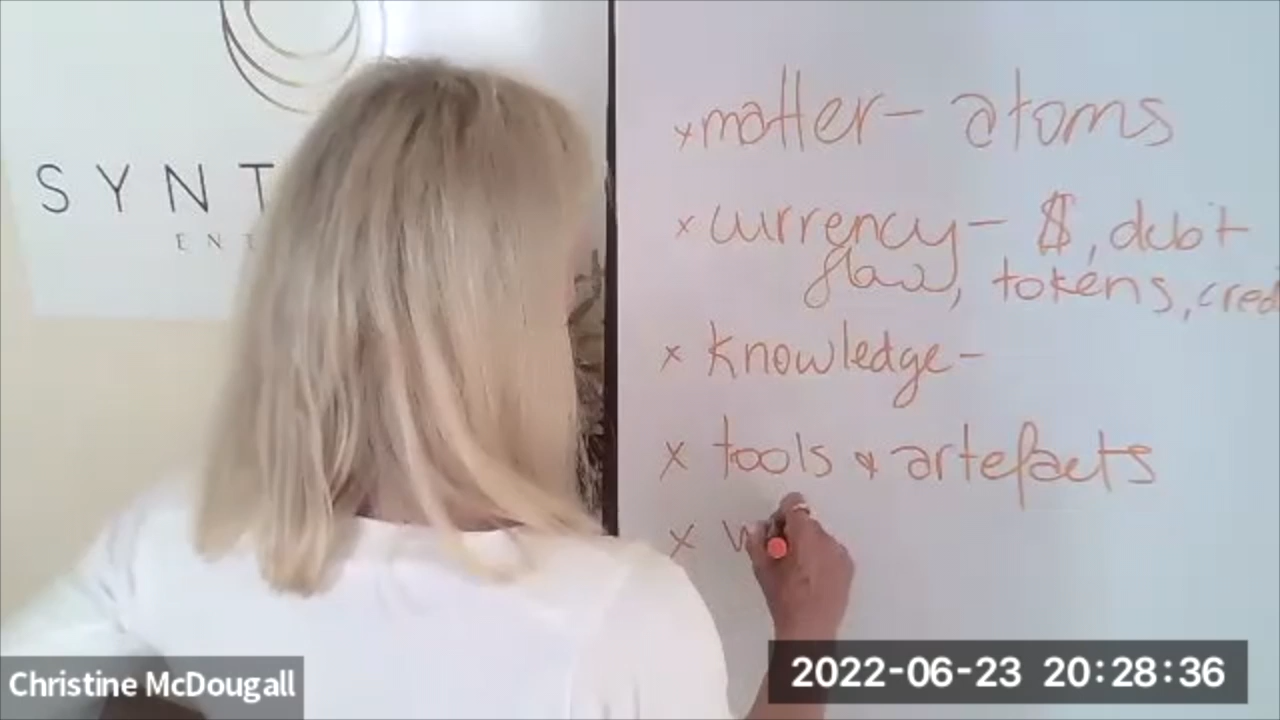 SYNT
ENT
× matter - atoms
× currency - $, debt
flow, tokens, cred
× knowledge -
× tools & artefacts
× w
Christine McDougall
2022-06-23 20:28:36